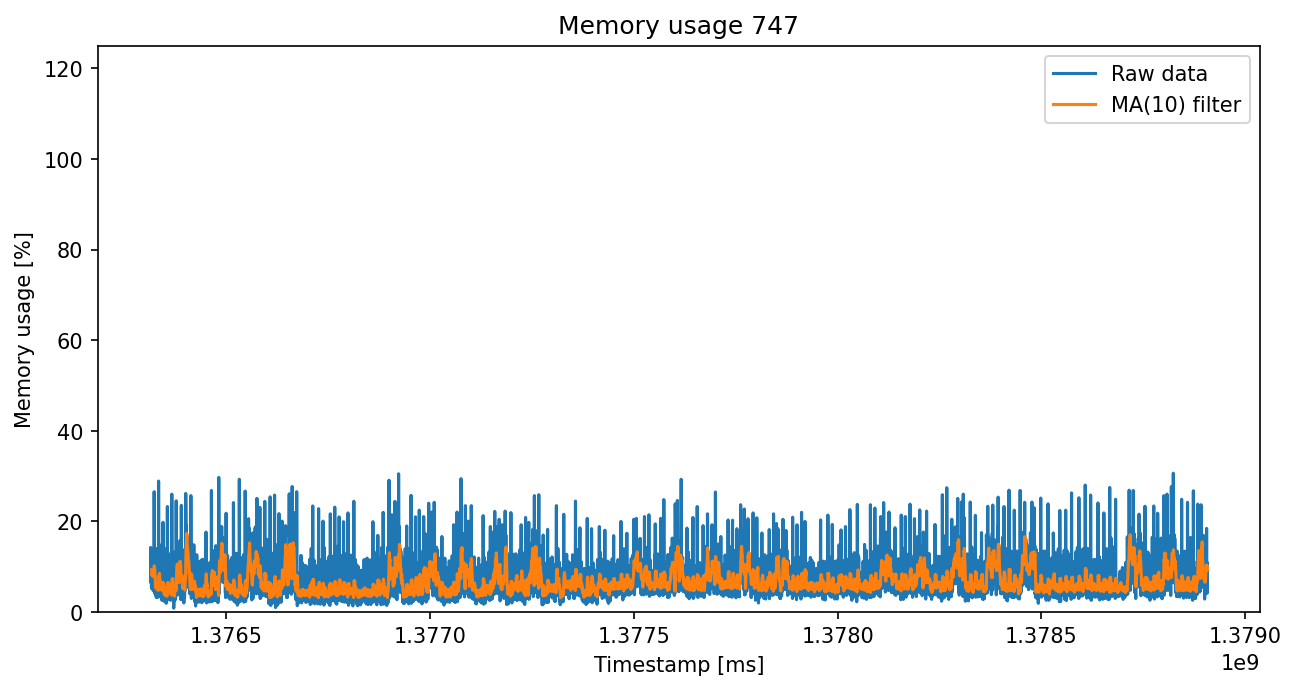 Memory usage 747
Raw data
MA(10) filter
Memory usage [%]
120
100
80
60
40
20
0
1.3765 1.3770 1.3775 1.3780 1.3785 1.3790
1e9
Timestamp [ms]